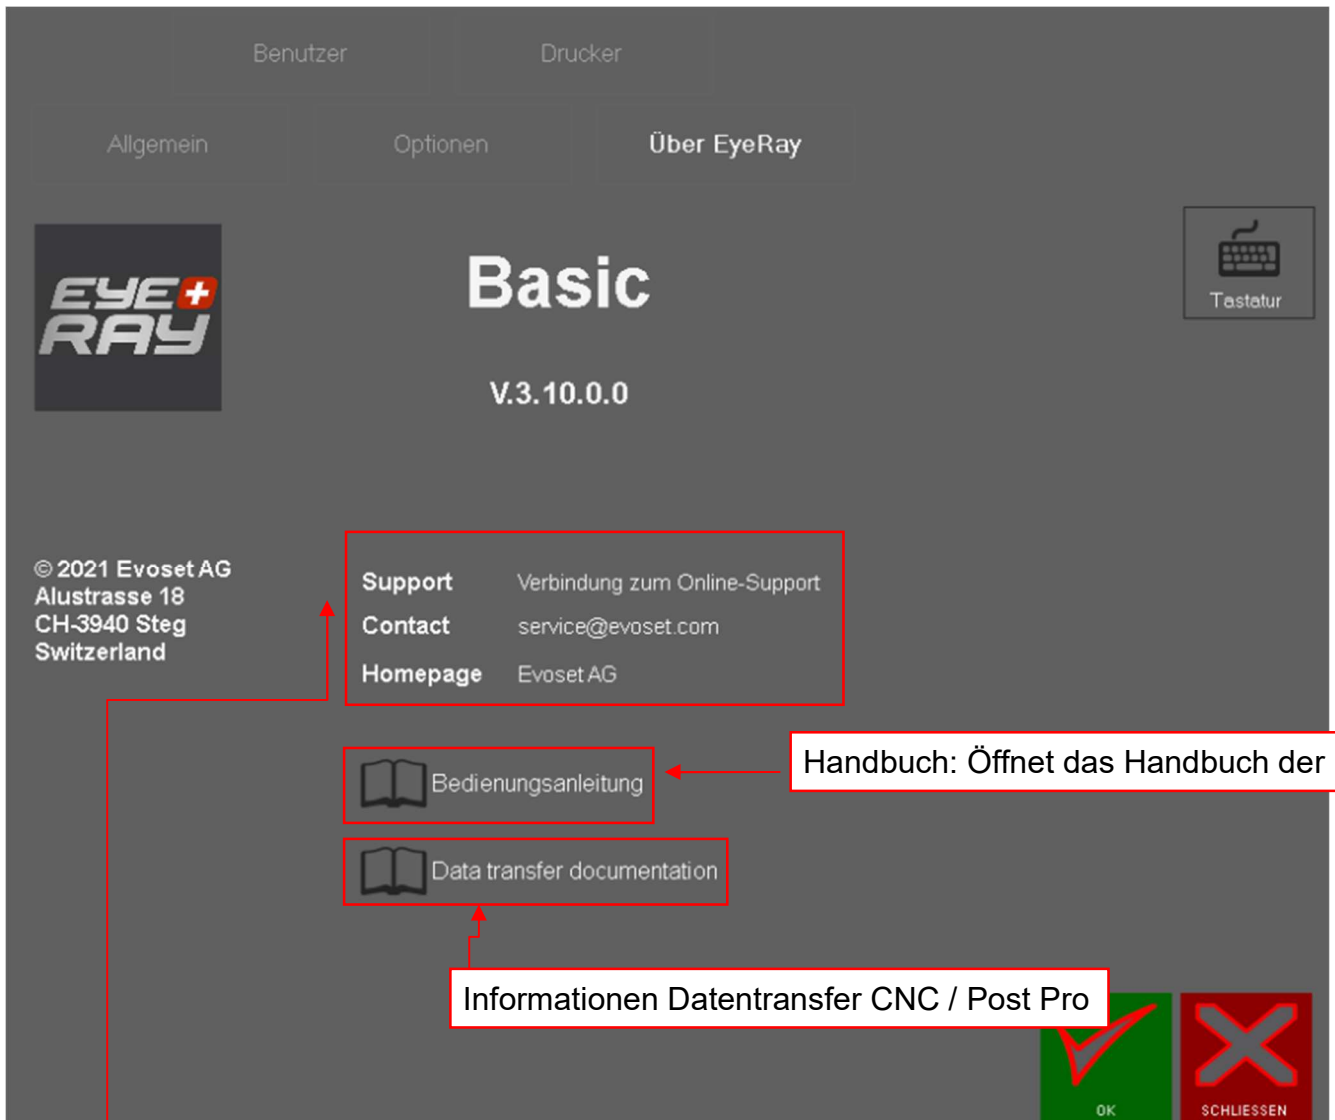 Benutzer Drucker
Allgemein Optionen Über EyeRay
EYE+
RAY
Basic
Tastatur
V.3.10.0.0
© 2021 Evoset AG
Alustrasse 18
CH-3940 Steg
Switzerland
Support Verbindung zum Online-Support
Contact service@evoset.com
Homepage Evoset AG
Handbuch: Öffnet das Handbuch der
Bedienungsanleitung
Data transfer documentation
Informationen Datentransfer CNC / Post Pro
OK SCHLIESSEN